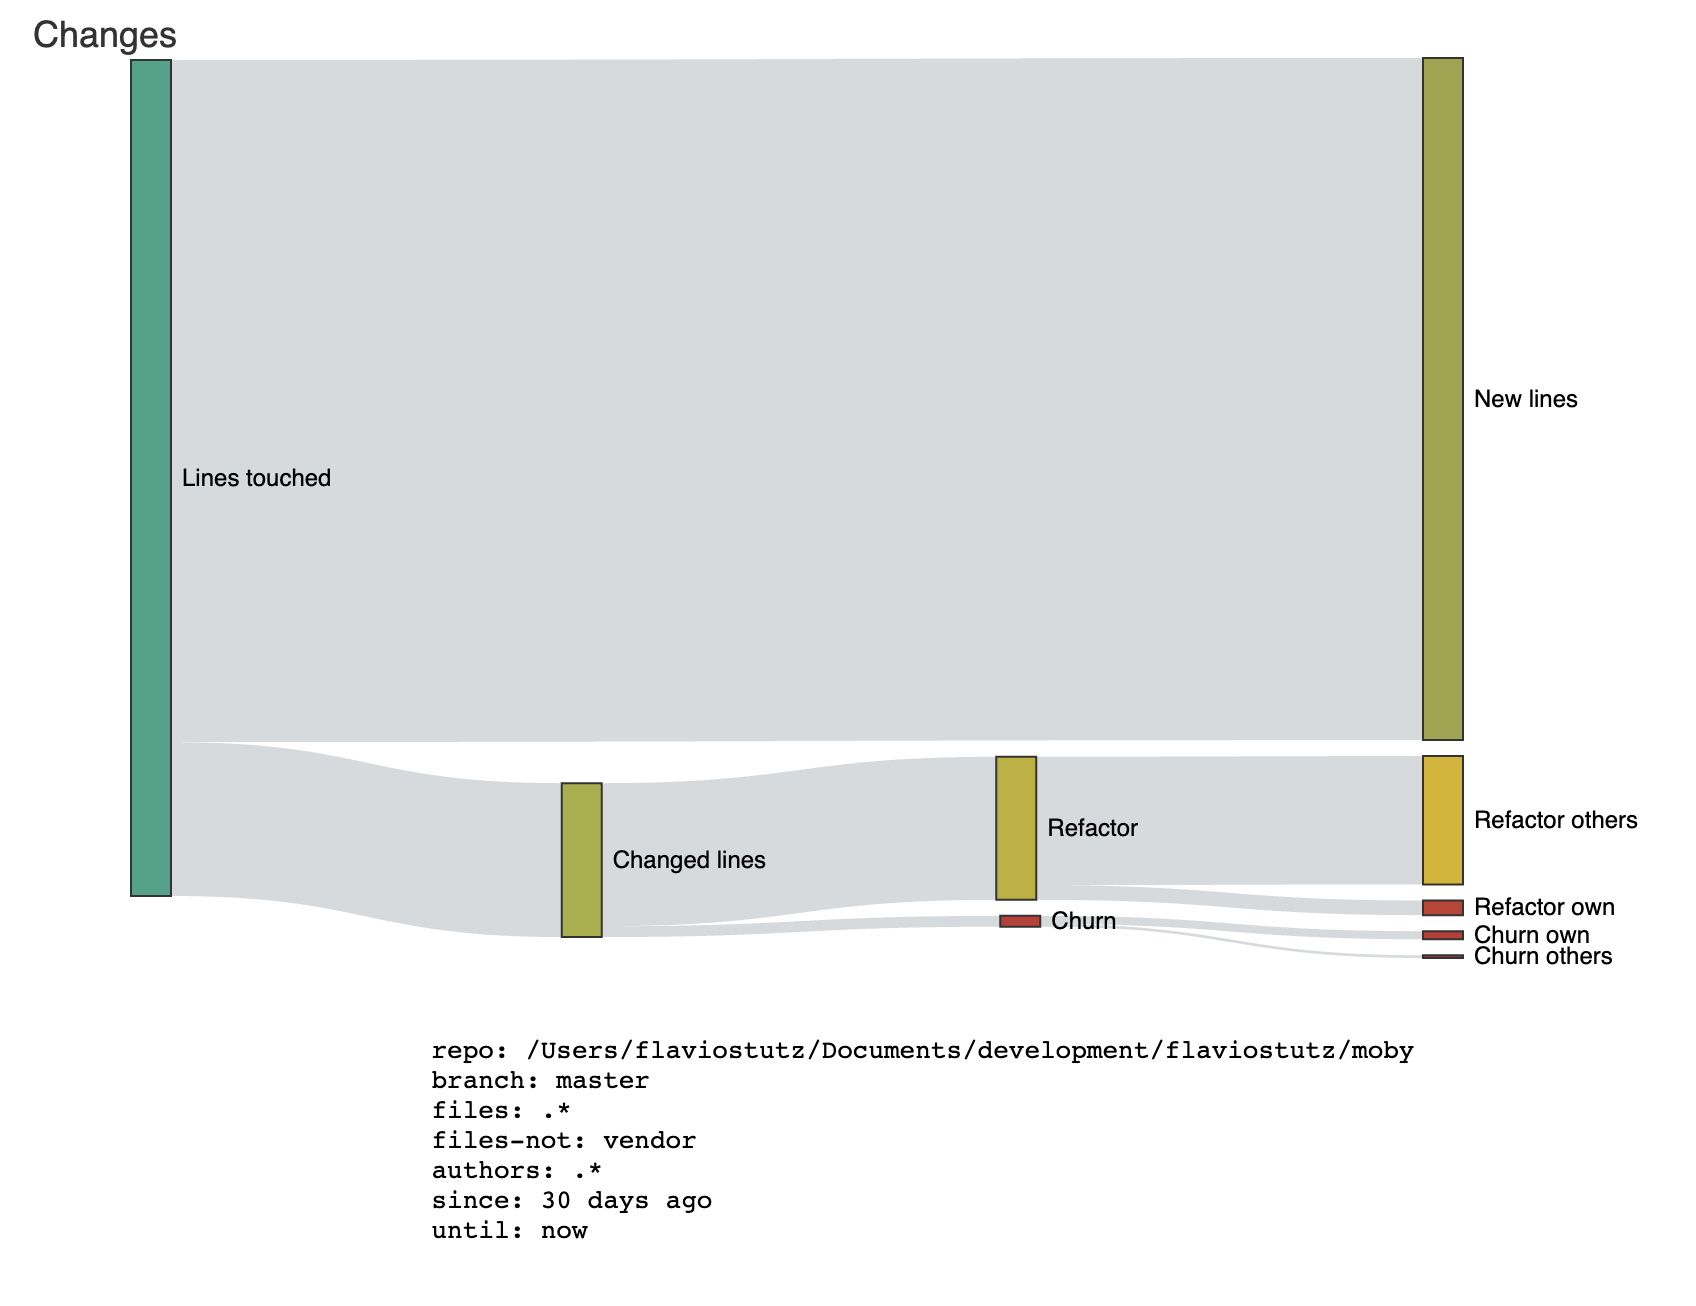 Changes
Lines touched
New lines
Changed lines
Refactor
Churn
Refactor others
Refactor own
Churn own
Churn others
repo: /Users/flaviostutz/Documents/development/flaviostutz/moby
branch: master
files: .*
files-not: vendor
authors: .*
since: 30 days ago
until: now